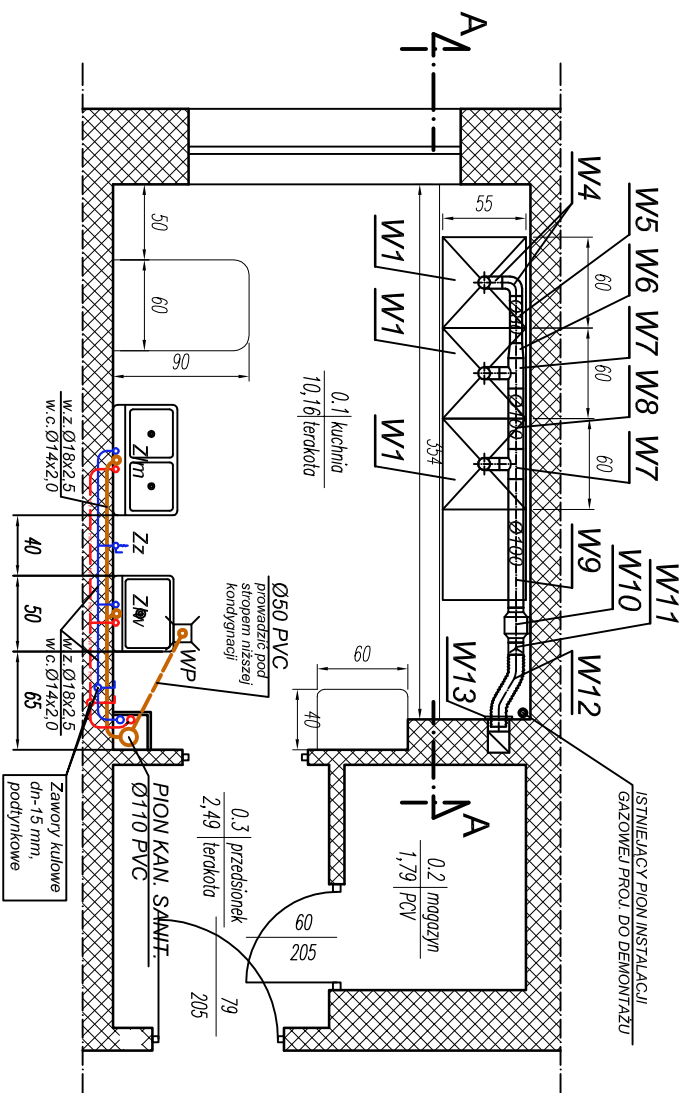 A
A
W4
W5
W6
W7
W8
W7
W9
W10
W11
W12
W13
W1
W1
W1
55
60
60
60
Ø100
Ø100
354
ISTNIEJĄCY PION INSTALACJI
GAZOWEJ PROJ. DO DEMONTAŻU
0.1 kuchnia
10,16 terakota
50
60
90
60
40
Zlm
Zz
Zlw
WP
Ø50 PVC
prowadzić pod
stropem niższej
kondygnacji
w.z.Ø18x2,5
w.c.Ø14x2,0
40
50
65
w.z.Ø18x2,5
w.c.Ø14x2,0
Zawory kulowe
dn-15 mm,
podtynkowe
PION KAN. SANIT.
Ø110 PVC
0.3 przedsionek
2,49 terakota
0.2 magazyn
1,79 PCV
60
205
79
205